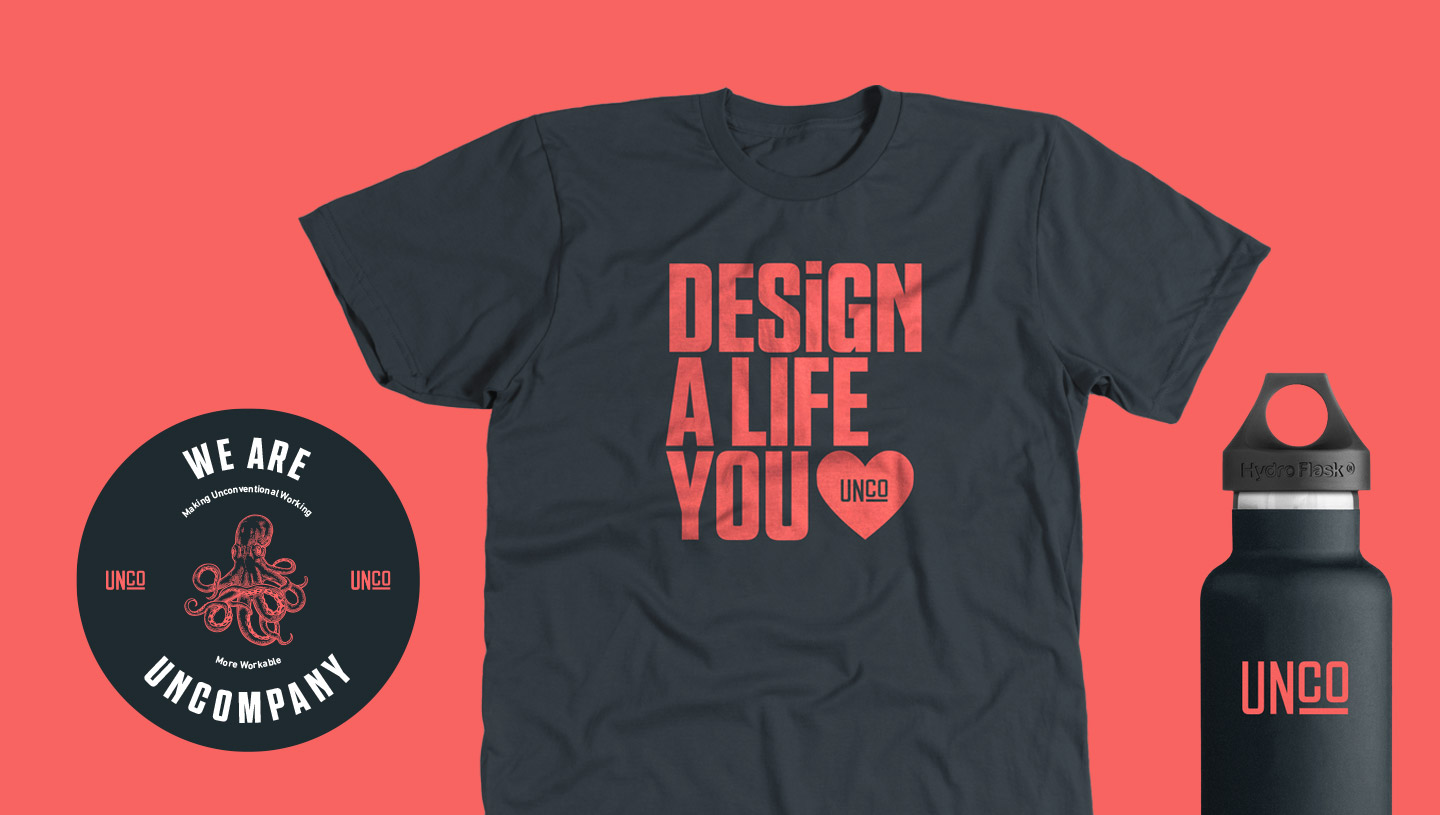 WE ARE
Making Unconventional Working
UNCO
UNCO
More Workable
UNCOMPANY
DESiGN
A LIFE
YOU
UNCO
Hydro Flask®
UNCO